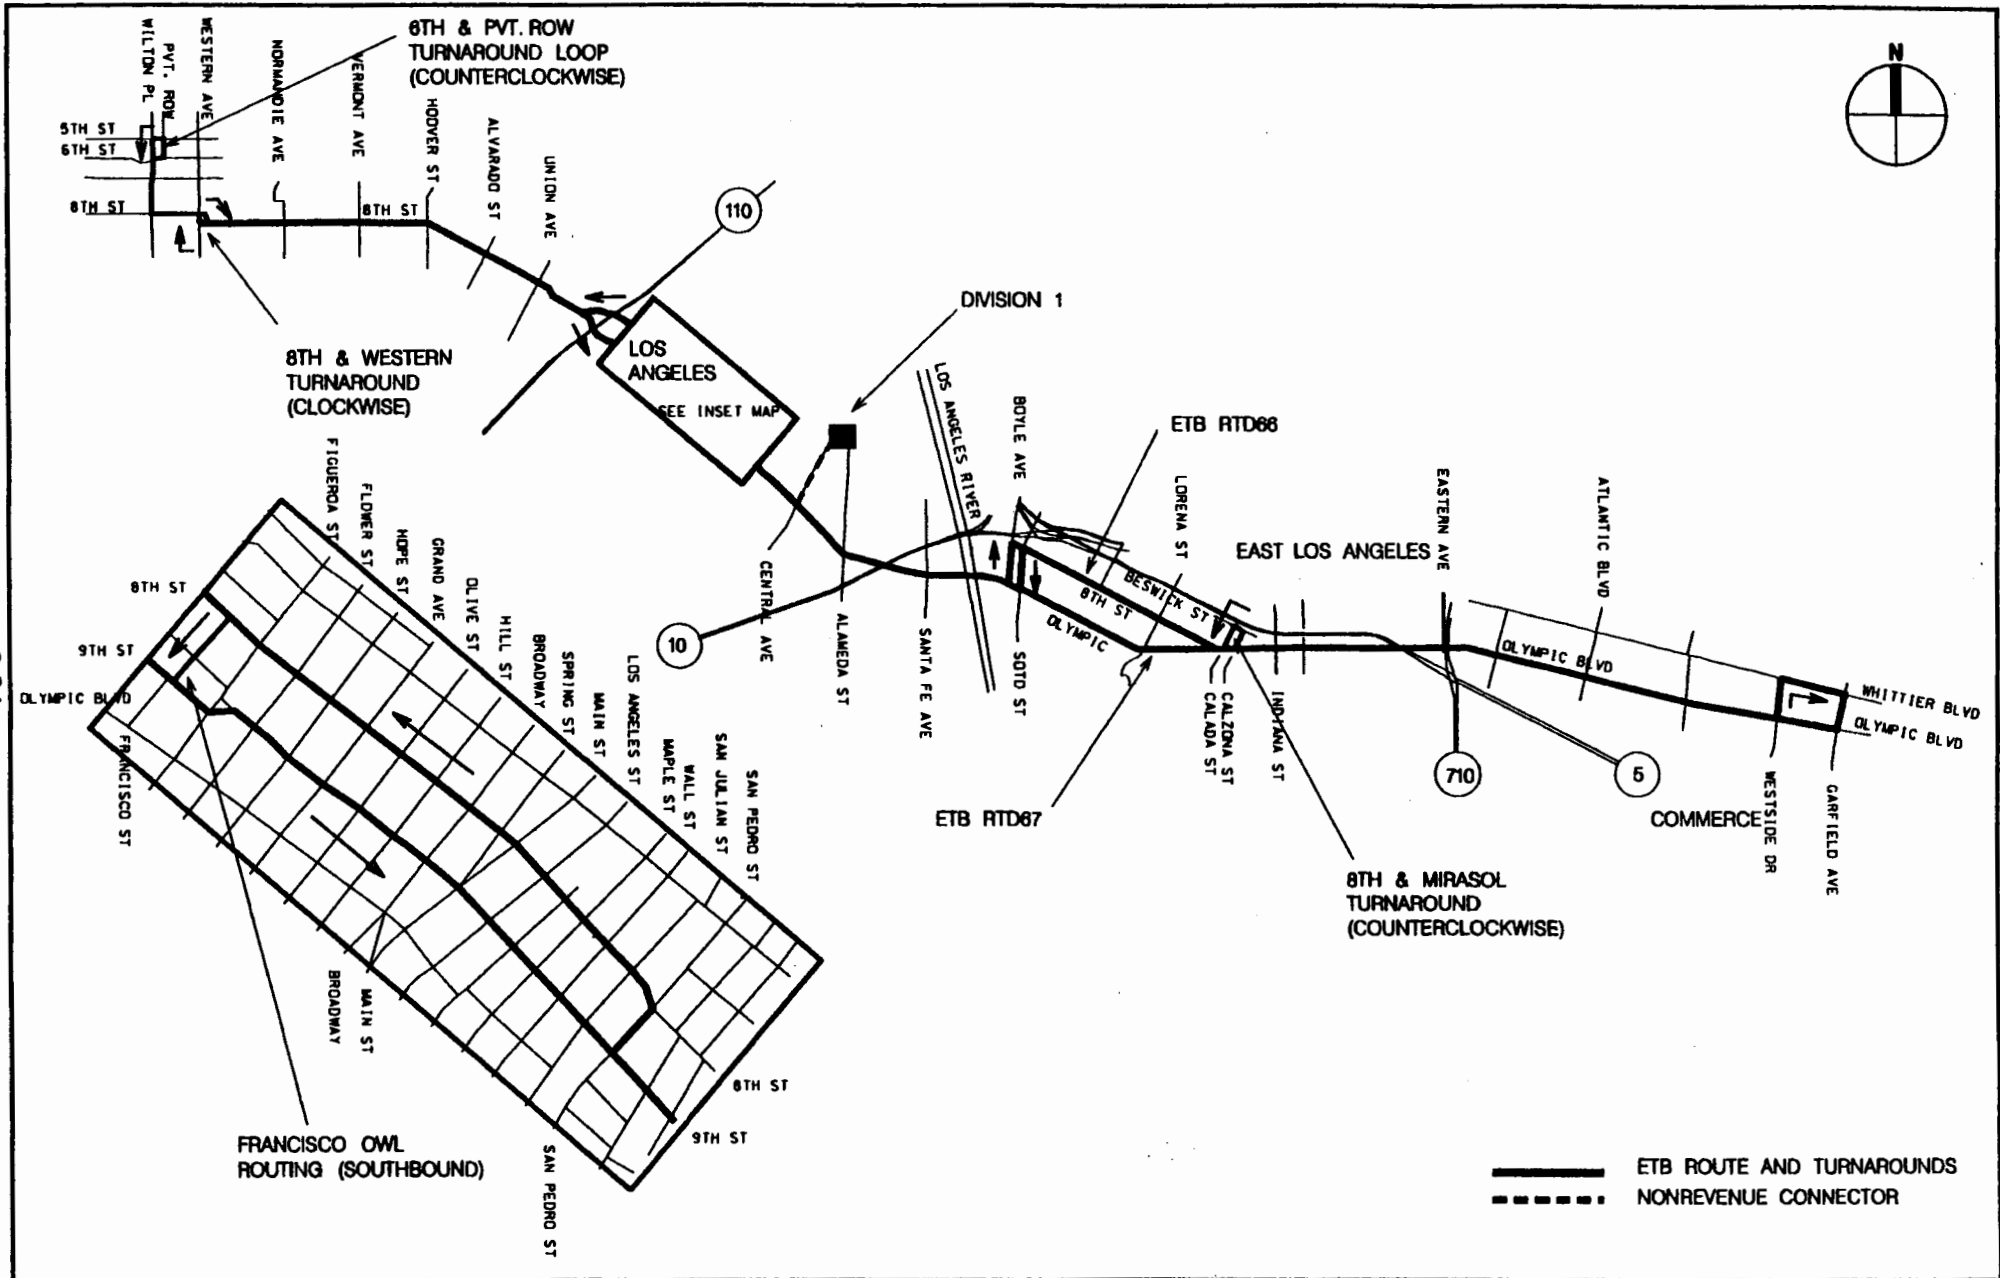 WILTON PL
PVT. ROW
WESTERN AVE
NORMANDIE AVE
VERMONT AVE
HOOVER ST
ALVARADO ST
UNION AVE
6TH & PVT. ROW
TURNAROUND LOOP
(COUNTERCLOCKWISE)
N
5TH ST
6TH ST
8TH ST
8TH ST
110
8TH & WESTERN
TURNAROUND
(CLOCKWISE)
LOS
ANGELES
SEE INSET MAP
DIVISION 1
LOS ANGELES RIVER
BOYLE AVE
ETB RTD66
LORENA ST
EAST LOS ANGELES
EASTERN AVE
ATLANTIC BLVD
BESWICK ST
8TH ST
OLYMPIC
10
CENTRAL AVE
ALAMEDA ST
SANTA FE AVE
SOTO ST
CALADA ST
CALZONA ST
INDIANA ST
OLYMPIC BLVD
WHITTIER BLVD
OLYMPIC BLVD
710
5
COMMERCE
WESTSIDE DR
GARFIELD AVE
ETB RTD67
8TH & MIRASOL
TURNAROUND
(COUNTERCLOCKWISE)
FIGUEROA ST
FLOWER ST
HOPE ST
GRAND AVE
OLIVE ST
HILL ST
BROADWAY
SPRING ST
MAIN ST
LOS ANGELES ST
MAPLE ST
WALL ST
SAN JULIAN ST
SAN PEDRO ST
8TH ST
9TH ST
OLYMPIC BLVD
FRANCISCO ST
BROADWAY
MAIN ST
8TH ST
9TH ST
SAN PEDRO ST
FRANCISCO OWL
ROUTING (SOUTHBOUND)
ETB ROUTE AND TURNAROUNDS
NONREVENUE CONNECTOR